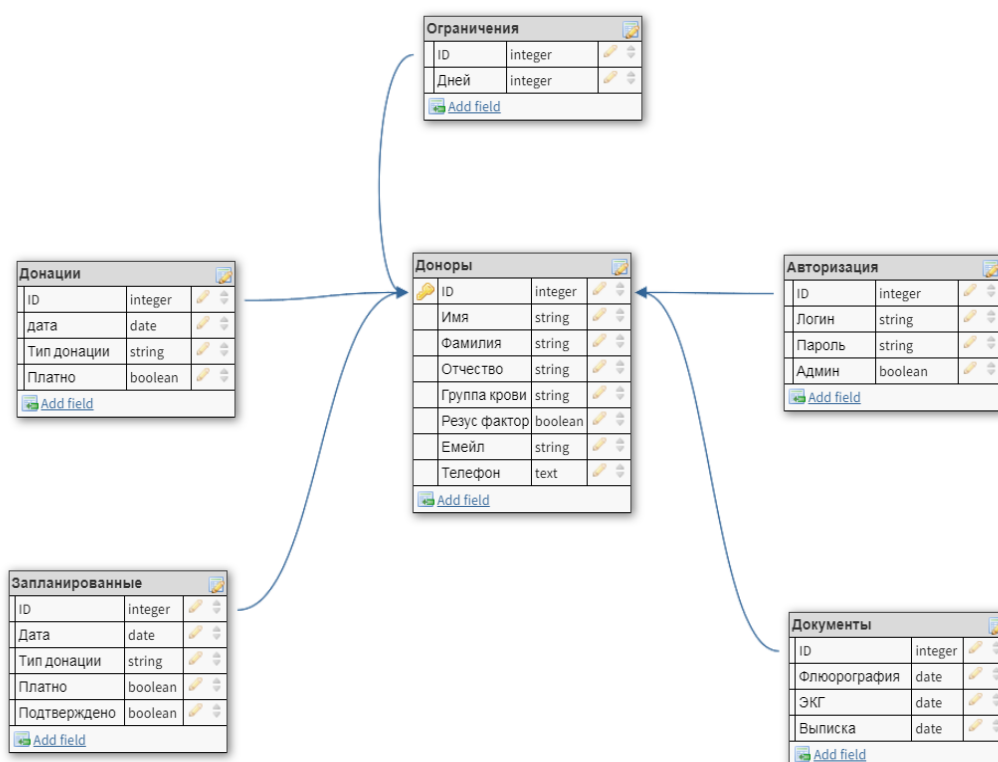 Ограничения
ID integer
Дней integer
Add field
Донации
ID integer
дата date
Тип донации string
Платно boolean
Add field
Доноры
ID integer
Имя string
Фамилия string
Отчество string
Группа крови string
Резус фактор boolean
Емейл string
Телефон text
Add field
Авторизация
ID integer
Логин string
Пароль string
Админ boolean
Add field
Запланированные
ID integer
Дата date
Тип донации string
Платно boolean
Подтверждено boolean
Add field
Документы
ID integer
Флюорография date
ЭКГ date
Выписка date
Add field